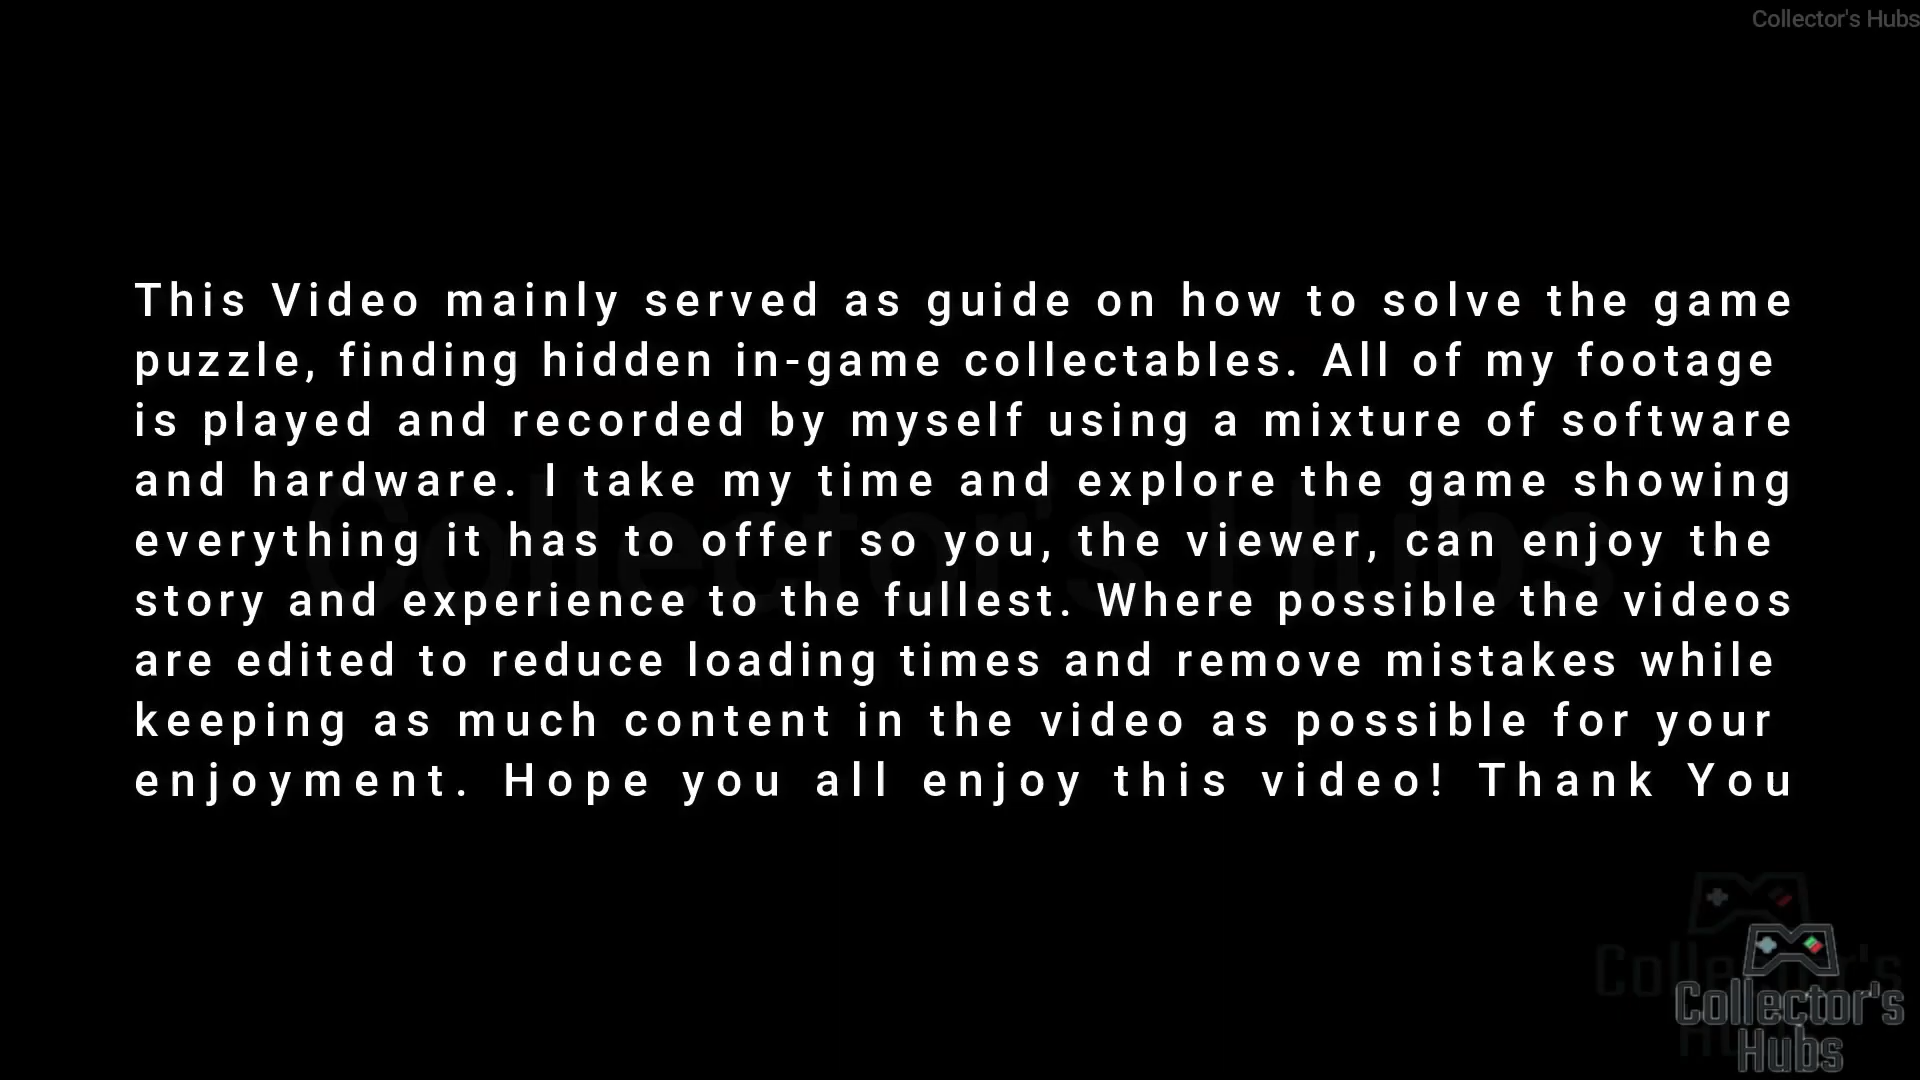 Collector's Hubs
This Video mainly served as guide on how to solve the game
puzzle, finding hidden in-game collectables. All of my footage
is played and recorded by myself using a mixture of software
and hardware. I take my time and explore the game showing
everything it has to offer so you, the viewer, can enjoy the
story and experience to the fullest. Where possible the videos
are edited to reduce loading times and remove mistakes while
keeping as much content in the video as possible for your
enjoyment. Hope you all enjoy this video! Thank You
Collector's Hubs
Collector's
Hubs
Collector's
Hubs